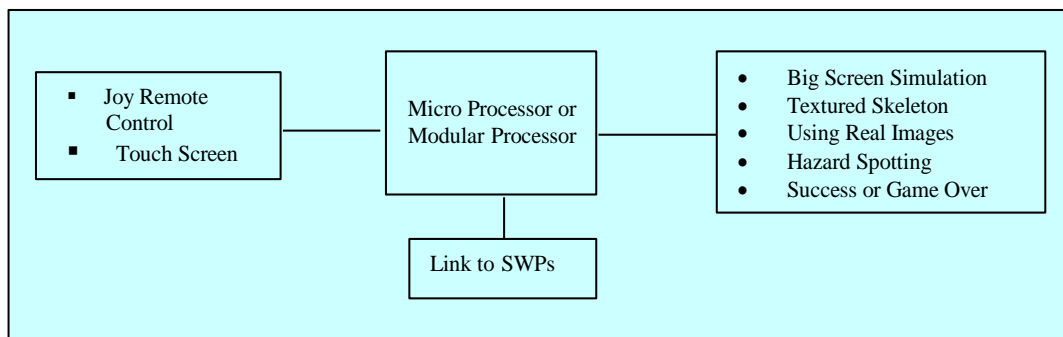 ▪ Joy Remote
Control
▪ Touch Screen
Micro Processor or
Modular Processor
• Big Screen Simulation
• Textured Skeleton
• Using Real Images
• Hazard Spotting
• Success or Game Over
Link to SWPs